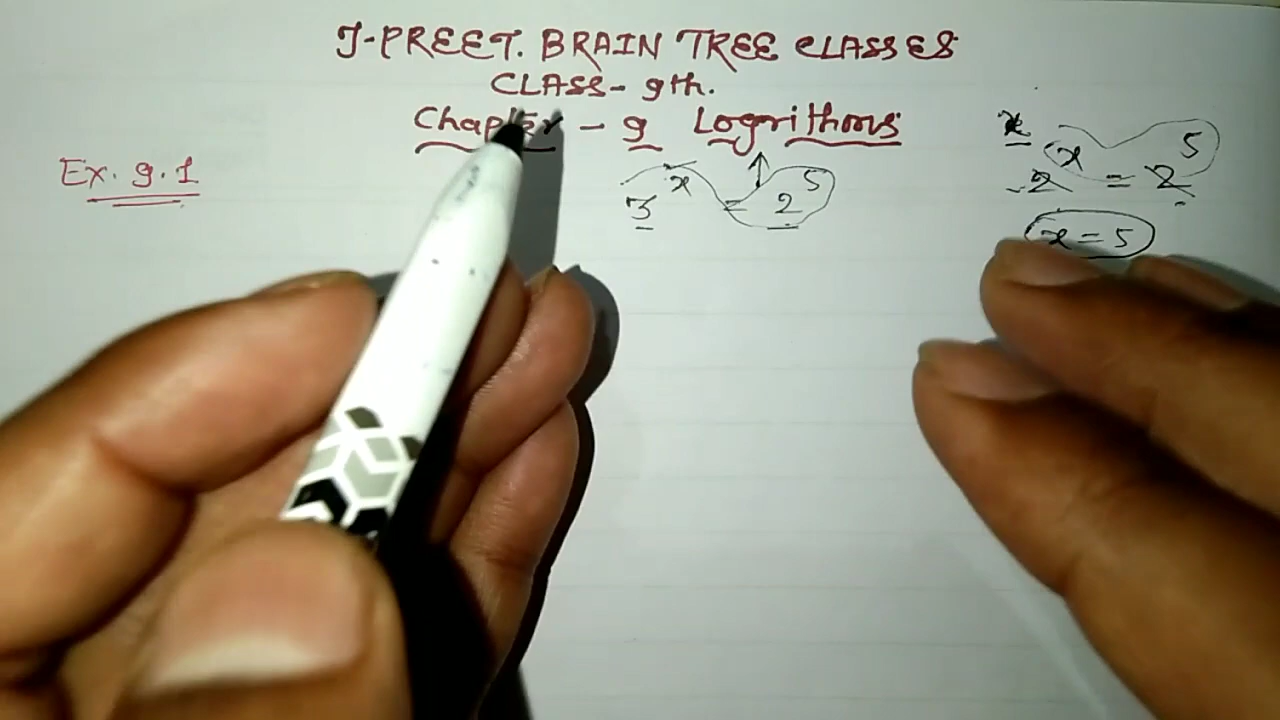 J-PREET. BRAIN TREE CLASSES
CLASS- 9th.
Chapter - 9 Logrithms
Ex. 9.1
3^x = 2^5
x
2^x = 2^5
x = 5